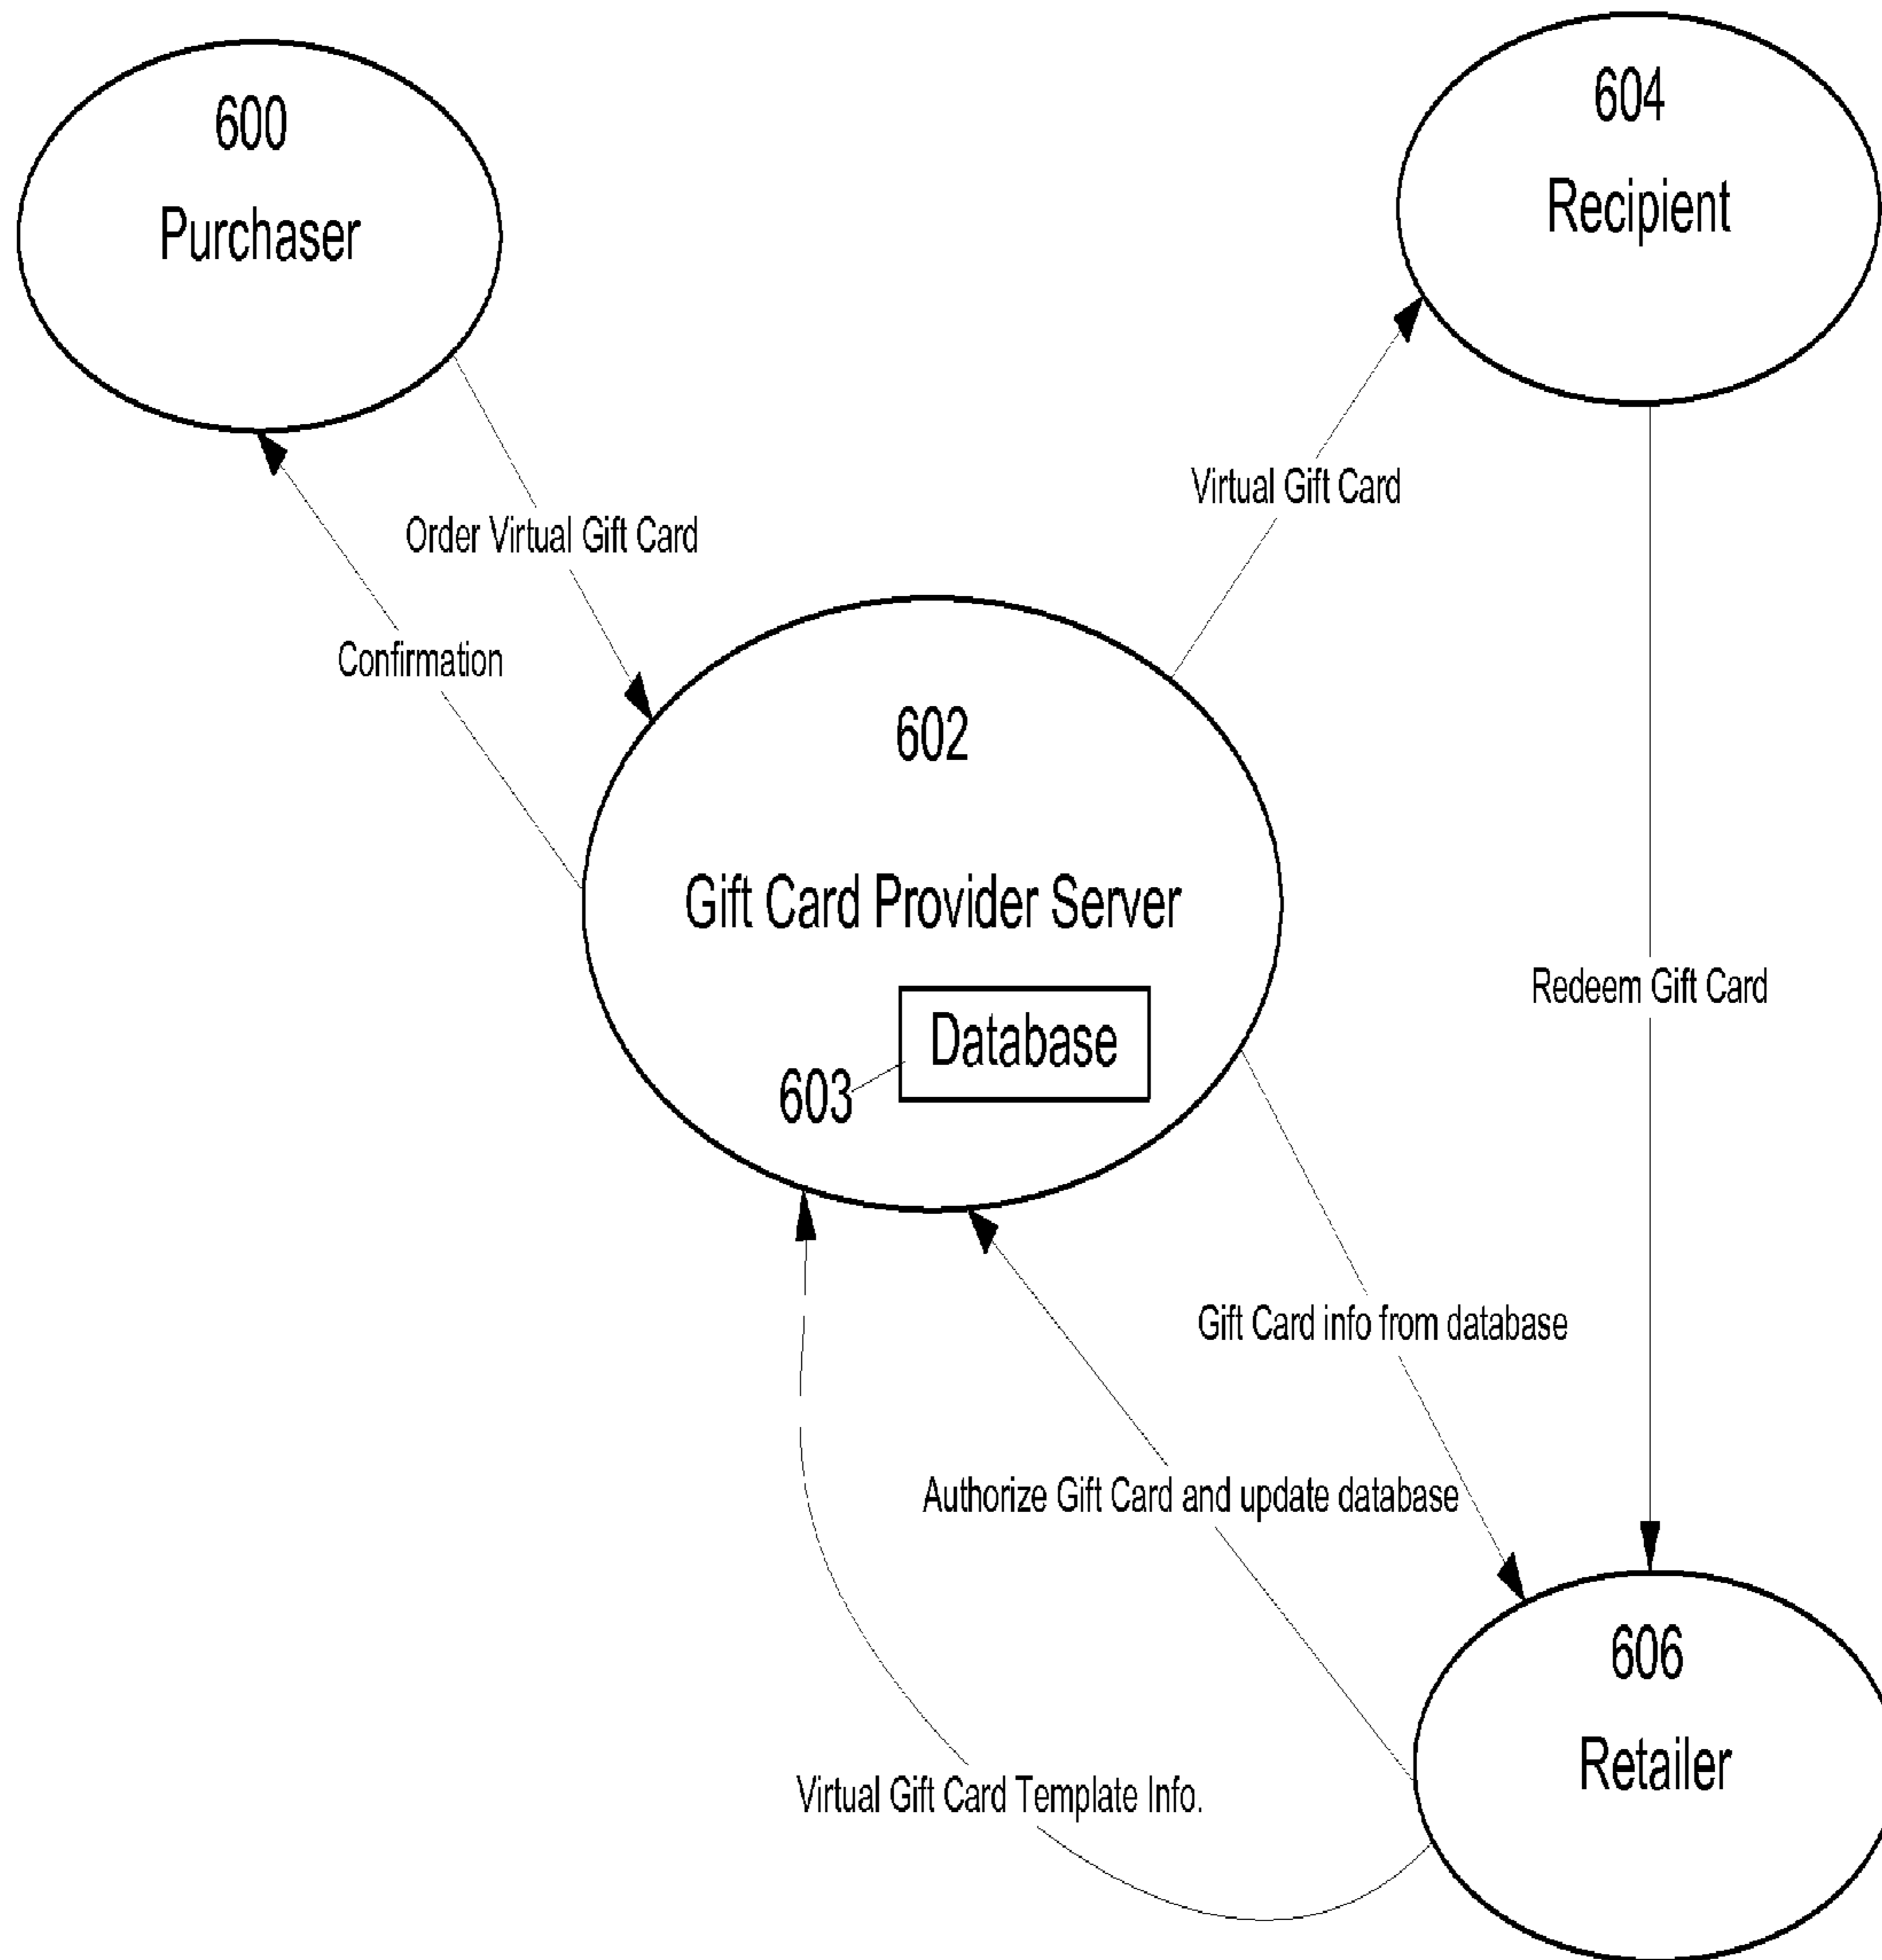 600
Purchaser
604
Recipient
Virtual Gift Card
Order Virtual Gift Card
Confirmation
602
Gift Card Provider Server
Database
603
Redeem Gift Card
Gift Card info from database
Authorize Gift Card and update database
606
Retailer
Virtual Gift Card Template Info.